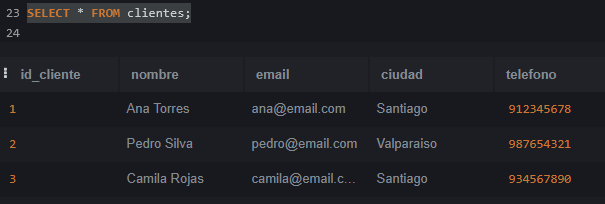 23 SELECT * FROM clientes;
24
id_cliente nombre email ciudad telefono
1 Ana Torres ana@email.com Santiago 912345678
2 Pedro Silva pedro@email.com Valparaiso 987654321
3 Camila Rojas camila@email.c... Santiago 934567890